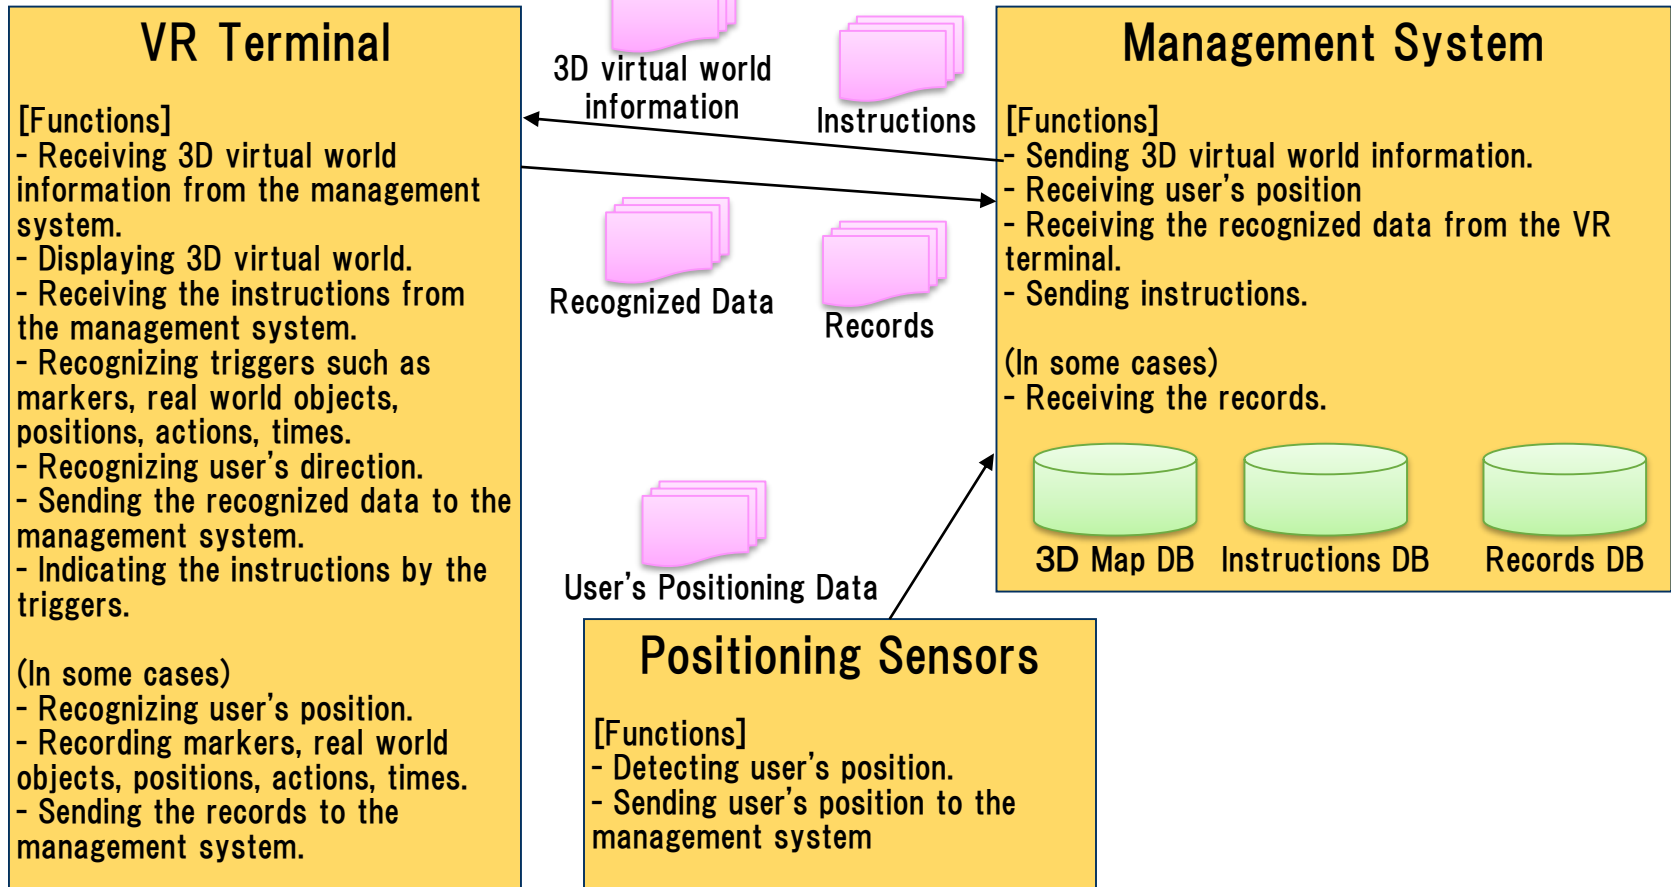 VR Terminal
[Functions]
- Receiving 3D virtual world
information from the management
system.
- Displaying 3D virtual world.
- Receiving the instructions from
the management system.
- Recognizing triggers such as
markers, real world objects,
positions, actions, times.
- Recognizing user's direction.
- Sending the recognized data to the
management system.
- Indicating the instructions by the
triggers.
(In some cases)
- Recognizing user's position.
- Recording markers, real world
objects, positions, actions, times.
- Sending the records to the
management system.
3D virtual world
information
Instructions
Recognized Data
Records
User's Positioning Data
Management System
[Functions]
- Sending 3D virtual world information.
- Receiving user's position
- Receiving the recognized data from the VR
terminal.
- Sending instructions.
(In some cases)
- Receiving the records.
3D Map DB
Instructions DB
Records DB
Positioning Sensors
[Functions]
- Detecting user's position.
- Sending user's position to the
management system